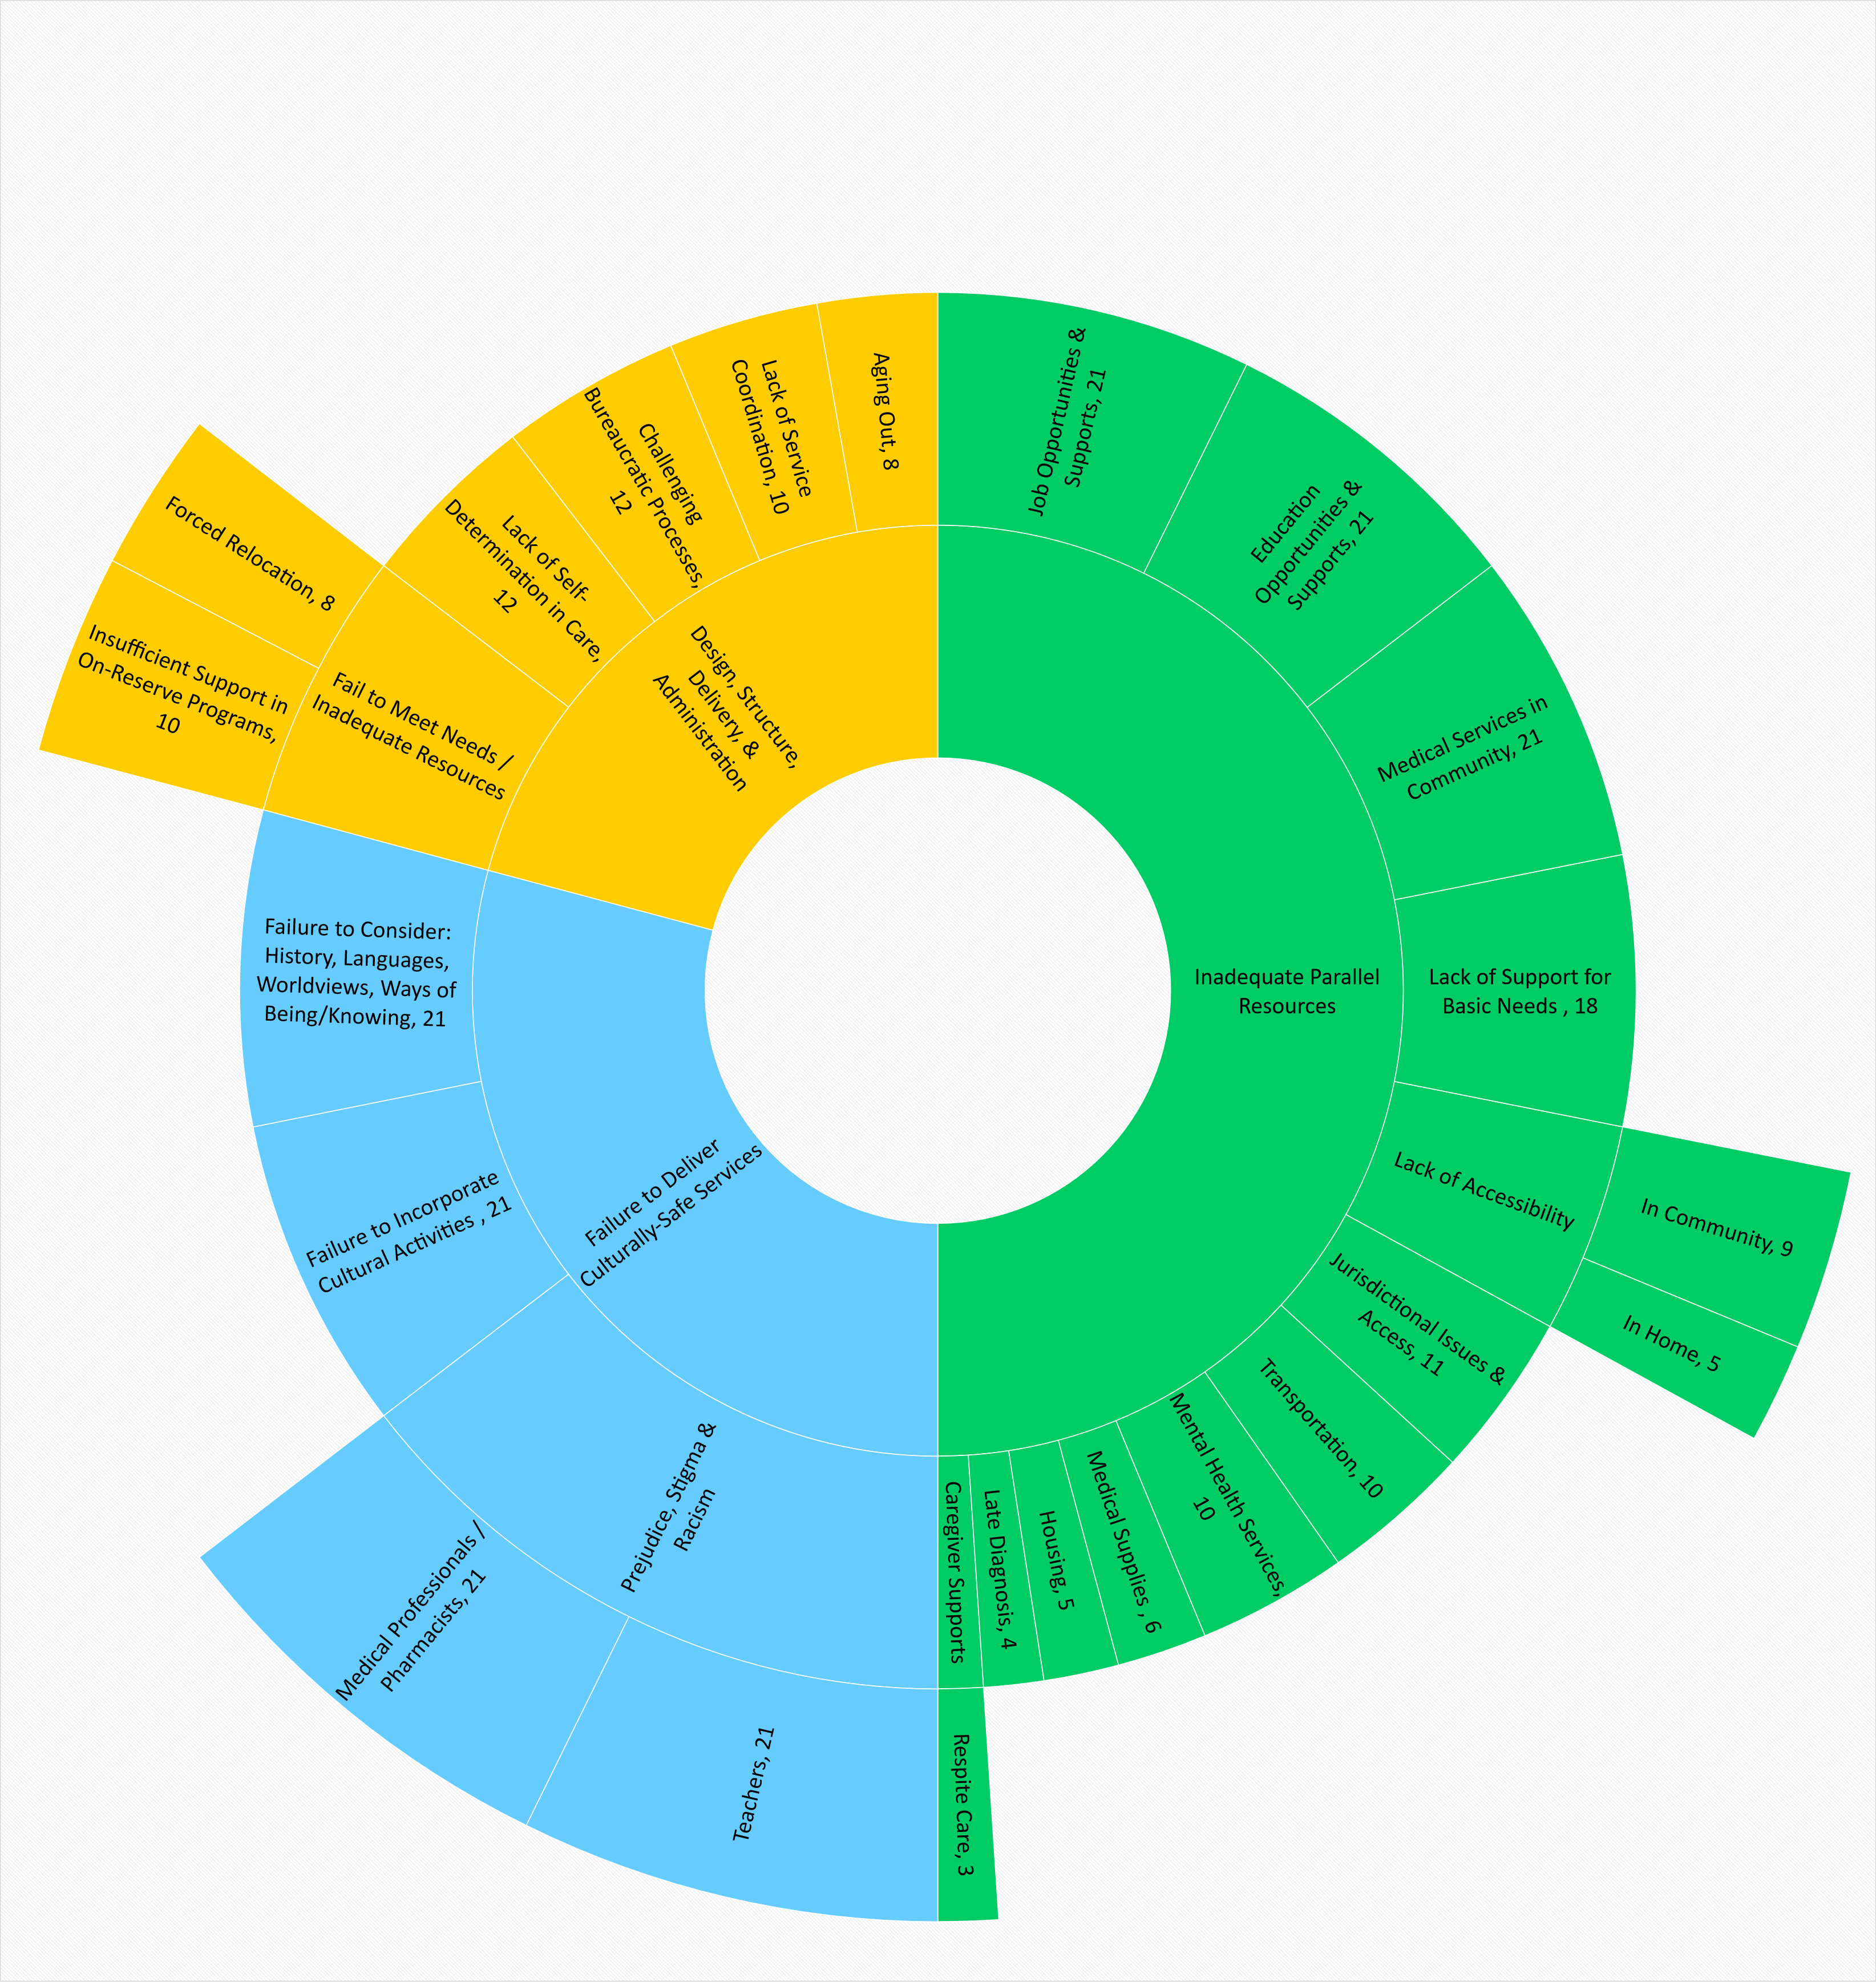 Job Opportunities &
Supports, 21
Education
Opportunities &
Supports, 21
Medical Services in
Community, 21
Inadequate Parallel
Resources
Lack of Support for
Basic Needs , 18
Lack of Accessibility
In Community, 9
In Home, 5
Jurisdictional Issues &
Access, 11
Transportation, 10
Mental Health Services,
10
Medical Supplies , 6
Housing, 5
Late Diagnosis, 4
Caregiver Supports
Respite Care, 3
Failure to Deliver
Culturally-Safe Services
Prejudice, Stigma &
Racism
Teachers, 21
Medical Professionals /
Pharmacists, 21
Failure to Incorporate
Cultural Activities , 21
Failure to Consider:
History, Languages,
Worldviews, Ways of
Being/Knowing, 21
Design, Structure,
Delivery, &
Administration
Fail to Meet Needs /
Inadequate Resources
Insufficient Support in
On-Reserve Programs,
10
Forced Relocation, 8
Lack of Self-
Determination in Care,
12
Challenging
Bureaucratic Processes,
12
Lack of Service
Coordination, 10
Aging Out, 8